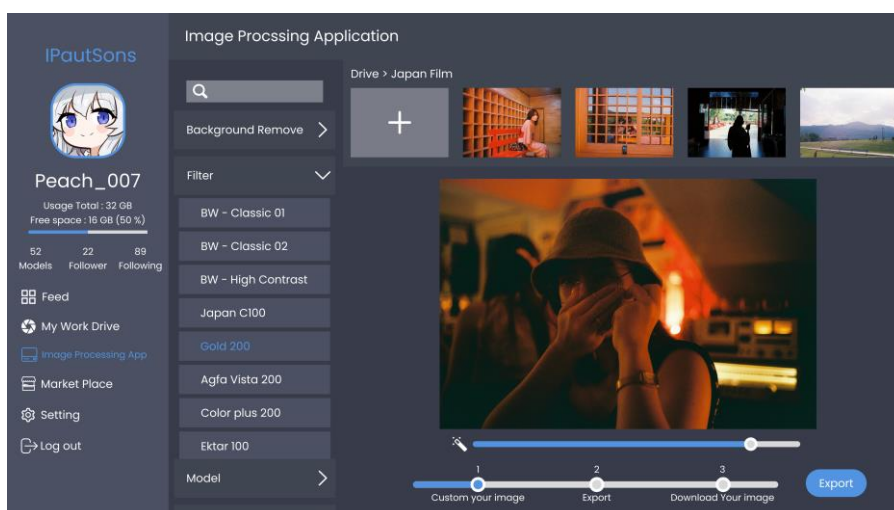 IPautSons
Peach_007
Usage Total : 32 GB
Free space : 16 GB (50 %)
52 22 89
Models Follower Following
Feed
My Work Drive
Image Processing App
Market Place
Setting
Log out
Image Procssing Application
Background Remove
Filter
BW - Classic 01
BW - Classic 02
BW - High Contrast
Japan C100
Gold 200
Agfa Vista 200
Color plus 200
Ektar 100
Model
Drive > Japan Film
1 2 3
Custom your image Export Download Your image
Export